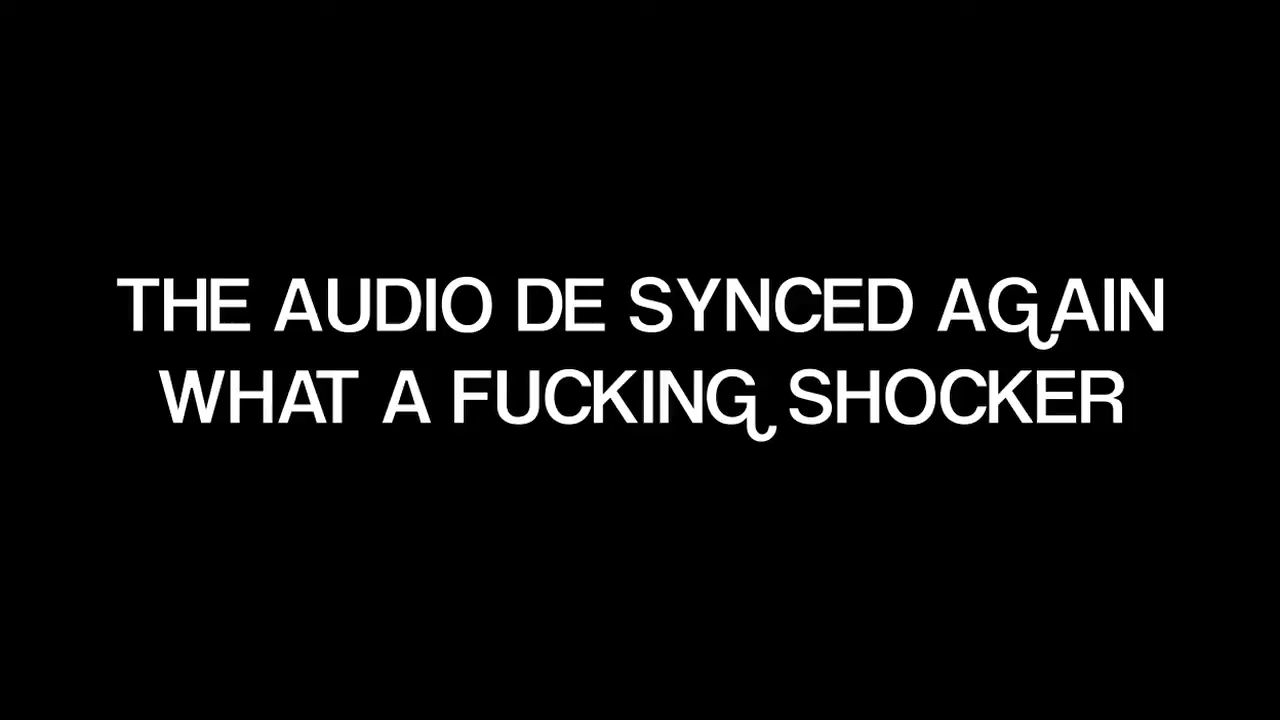 THE AUDIO DE SYNCED AGAIN
WHAT A FUCKING SHOCKER